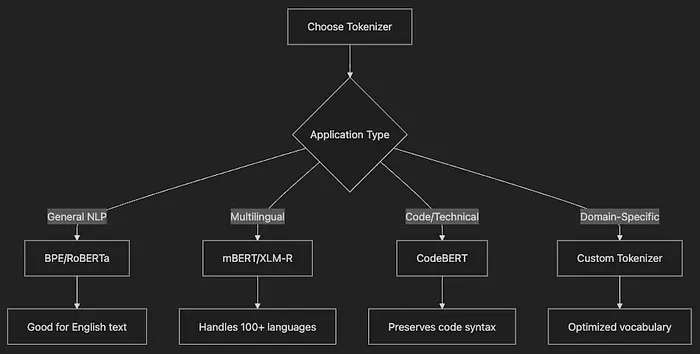 Choose Tokenizer
Application Type
General NLP
Multilingual
Code/Technical
Domain-Specific
BPE/RoBERTa
mBERT/XLM-R
CodeBERT
Custom Tokenizer
Good for English text
Handles 100+ languages
Preserves code syntax
Optimized vocabulary